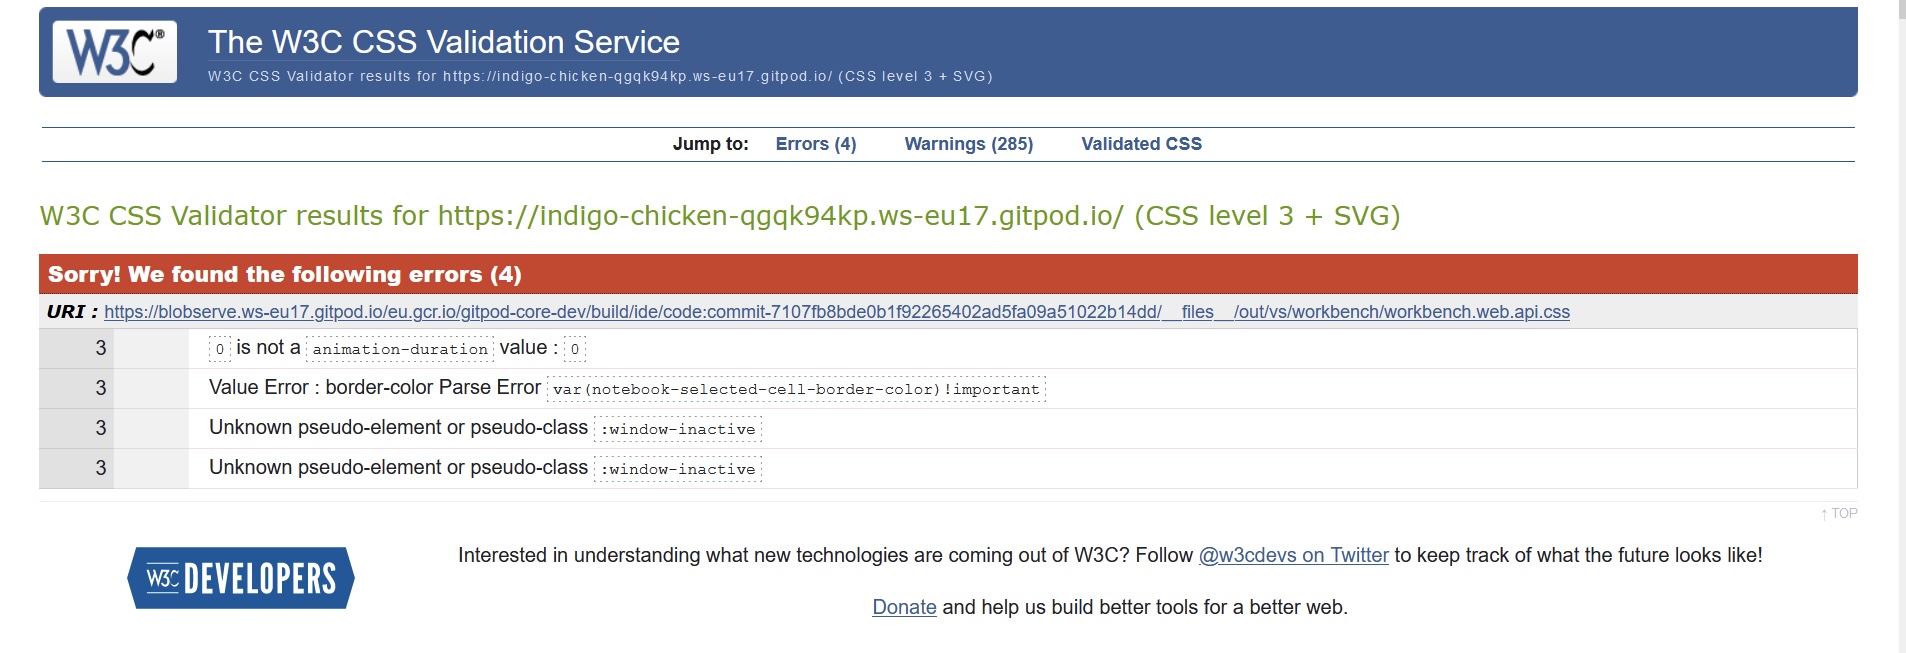 W3C®
The W3C CSS Validation Service
W3C CSS Validator results for https://indigo-chicken-qgqk94kp.ws-eu17.gitpod.io/ (CSS level 3 + SVG)
Jump to: Errors (4) Warnings (285) Validated CSS
W3C CSS Validator results for https://indigo-chicken-qgqk94kp.ws-eu17.gitpod.io/ (CSS level 3 + SVG)
Sorry! We found the following errors (4)
URI : https://blobserve.ws-eu17.gitpod.io/eu.gcr.io/gitpod-core-dev/build/ide/code:commit-7107fb8bde0b1f92265402ad5fa09a51022b14dd/__files__/out/vs/workbench/workbench.web.api.css
3 0 is not a animation-duration value : 0
3 Value Error : border-color Parse Error var(notebook-selected-cell-border-color)!important
3 Unknown pseudo-element or pseudo-class :window-inactive
3 Unknown pseudo-element or pseudo-class :window-inactive
↑ TOP
W3C DEVELOPERS
Interested in understanding what new technologies are coming out of W3C? Follow @w3cdevs on Twitter to keep track of what the future looks like!
Donate and help us build better tools for a better web.